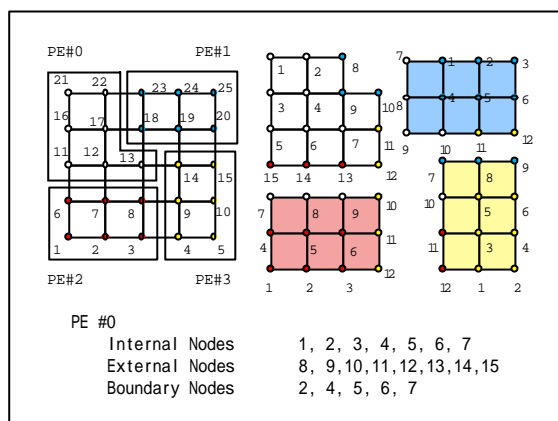 PE#0 PE#1
21 22 23 24 25
16 17 18 19 20
11 12 13 14 15
6 7 8 9 10
1 2 3 4 5
PE#2 PE#3
1 2 8
3 4 9 10
5 6 7 11
15 14 13 12
7 1 2 3
8 4 5 6
9 10 11 12
7 8 9 10
4 5 6 11
1 2 3 12
7 8 9
10 5 6
11 3 4
12 1 2
PE #0
Internal Nodes 1, 2, 3, 4, 5, 6, 7
External Nodes 8, 9,10,11,12,13,14,15
Boundary Nodes 2, 4, 5, 6, 7